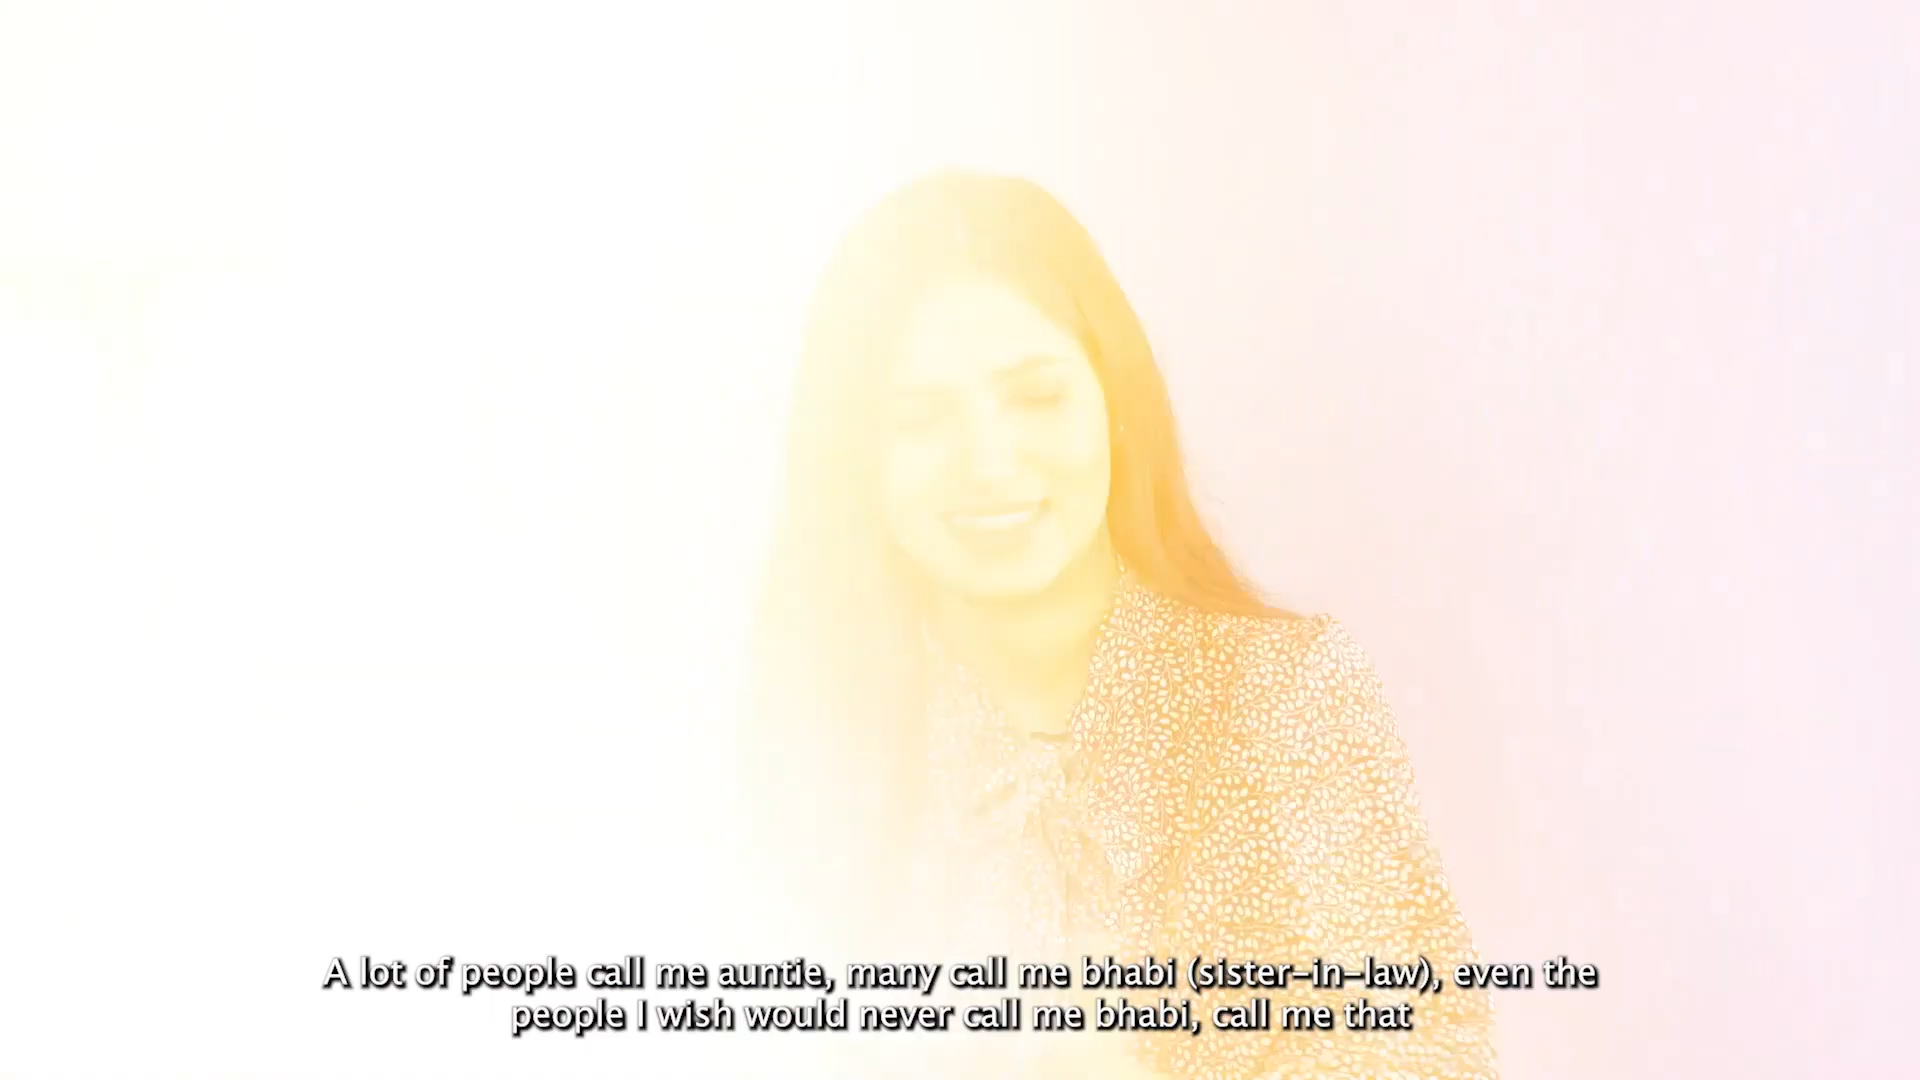 A lot of people call me auntie, many call me bhabi (sister-in-law), even the
people I wish would never call me bhabi, call me that